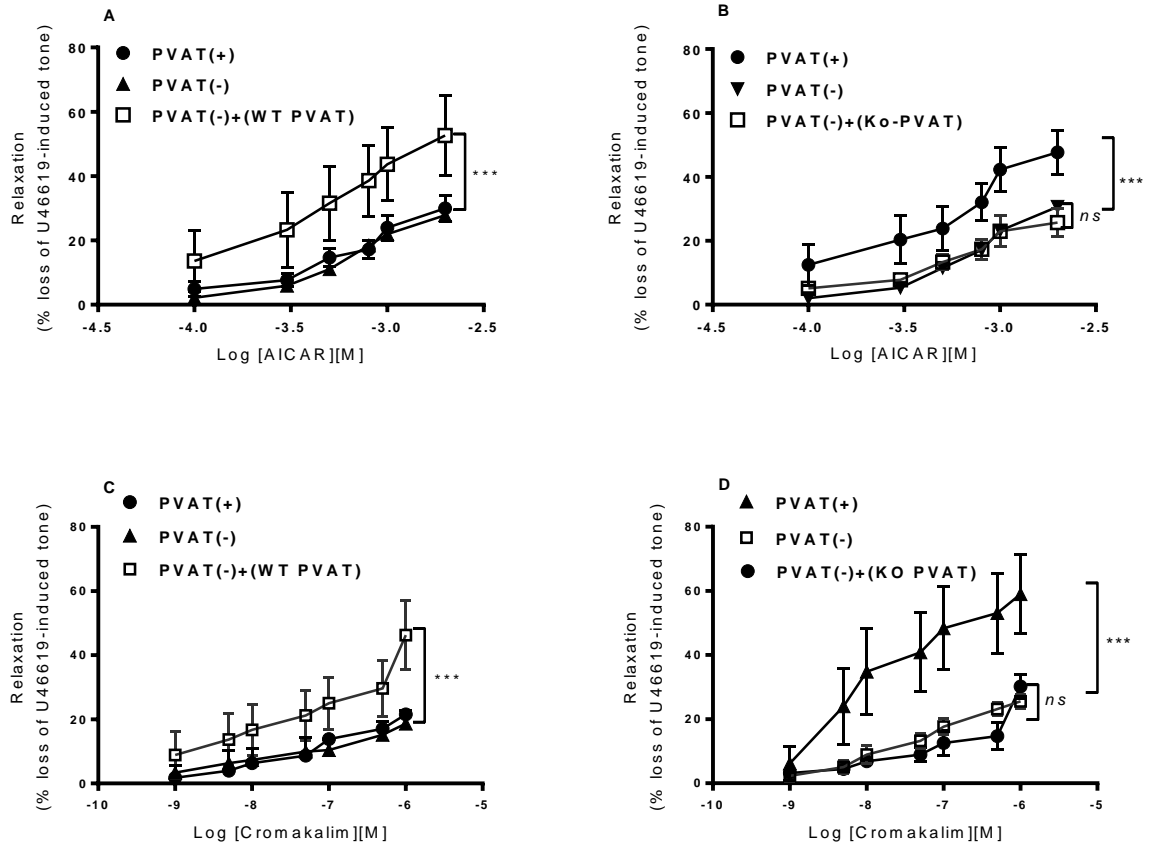 A
PVAT(+)
PVAT(-)
PVAT(-)+(WT PVAT)
Relaxation
(% loss of U46619-induced tone)
80
60
40
20
0
-4.5
-4.0
-3.5
-3.0
-2.5
Log [AICAR][M]
***
B
PVAT(+)
PVAT(-)
PVAT(-)+(Ko-PVAT)
Relaxation
(% loss of U46619-induced tone)
80
60
40
20
0
-4.5
-4.0
-3.5
-3.0
-2.5
Log [AICAR][M]
***
ns
C
PVAT(+)
PVAT(-)
PVAT(-)+(WT PVAT)
Relaxation
(% loss of U46619-induced tone)
80
60
40
20
0
-10
-9
-8
-7
-6
-5
Log [Cromakalim][M]
***
D
PVAT(+)
PVAT(-)
PVAT(-)+(KO PVAT)
Relaxation
(% loss of U46619-induced tone)
80
60
40
20
0
-10
-9
-8
-7
-6
-5
Log [Cromakalim][M]
***
ns